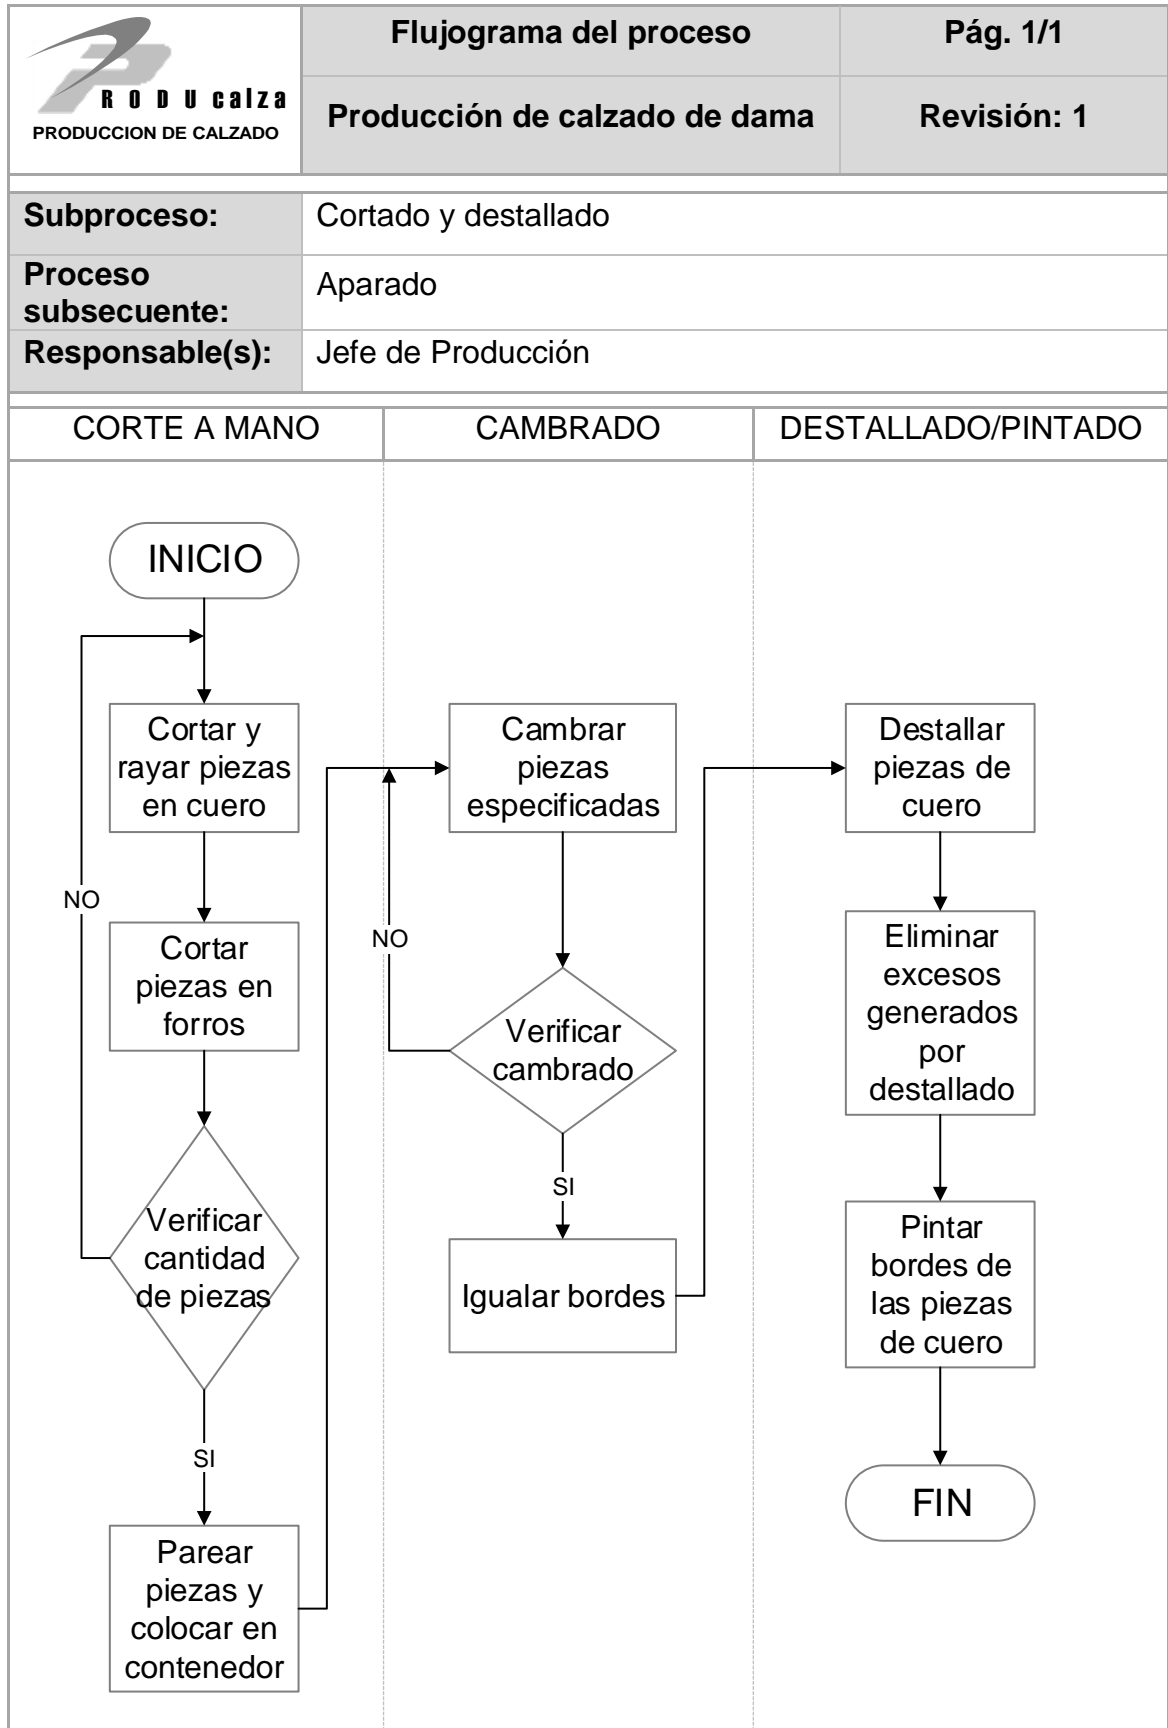 PRODUcalza
PRODUCCION DE CALZADO
Flujograma del proceso
Pág. 1/1
Producción de calzado de dama
Revisión: 1
Subproceso:
Cortado y destallado
Proceso
subsecuente:
Aparado
Responsable(s):
Jefe de Producción
CORTE A MANO
CAMBRADO
DESTALLADO/PINTADO
INICIO
Cortar y
rayar piezas
en cuero
NO
Cortar
piezas en
forros
Verificar
cantidad
de piezas
SI
Parear
piezas y
colocar en
contenedor
Cambrar
piezas
especificadas
NO
Verificar
cambrado
SI
Igualar bordes
Destallar
piezas de
cuero
Eliminar
excesos
generados
por
destallado
Pintar
bordes de
las piezas
de cuero
FIN